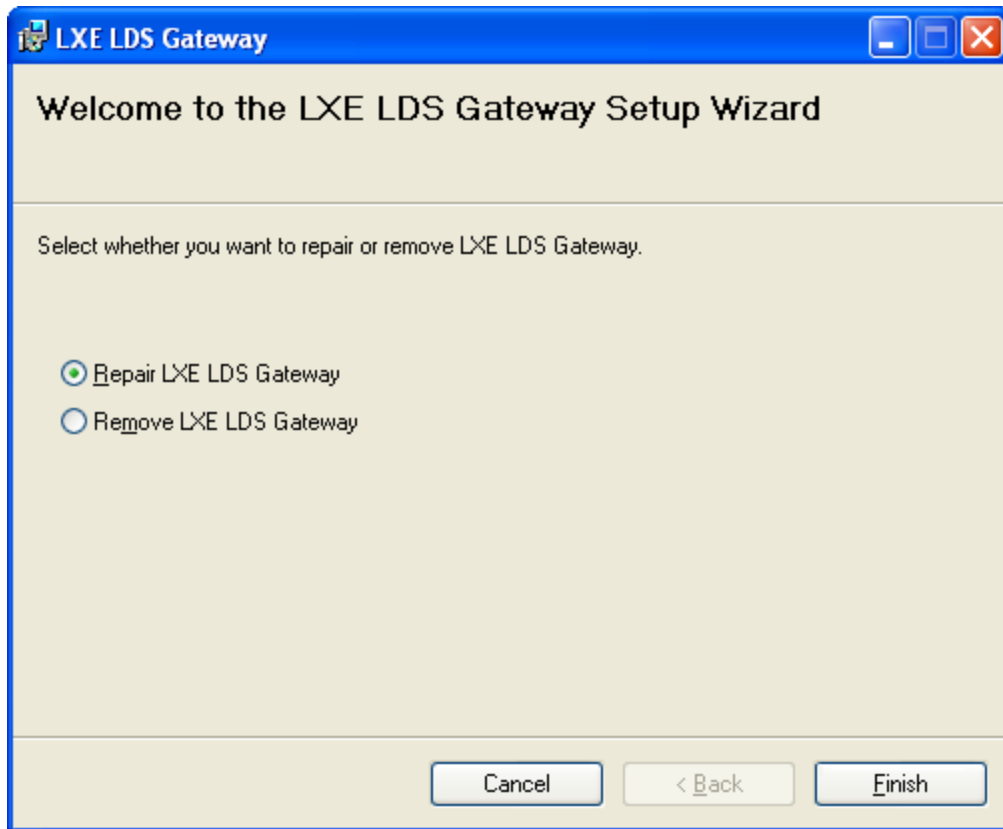 LXE LDS Gateway
Welcome to the LXE LDS Gateway Setup Wizard
Select whether you want to repair or remove LXE LDS Gateway.
Repair LXE LDS Gateway
Remove LXE LDS Gateway
Cancel < Back Finish